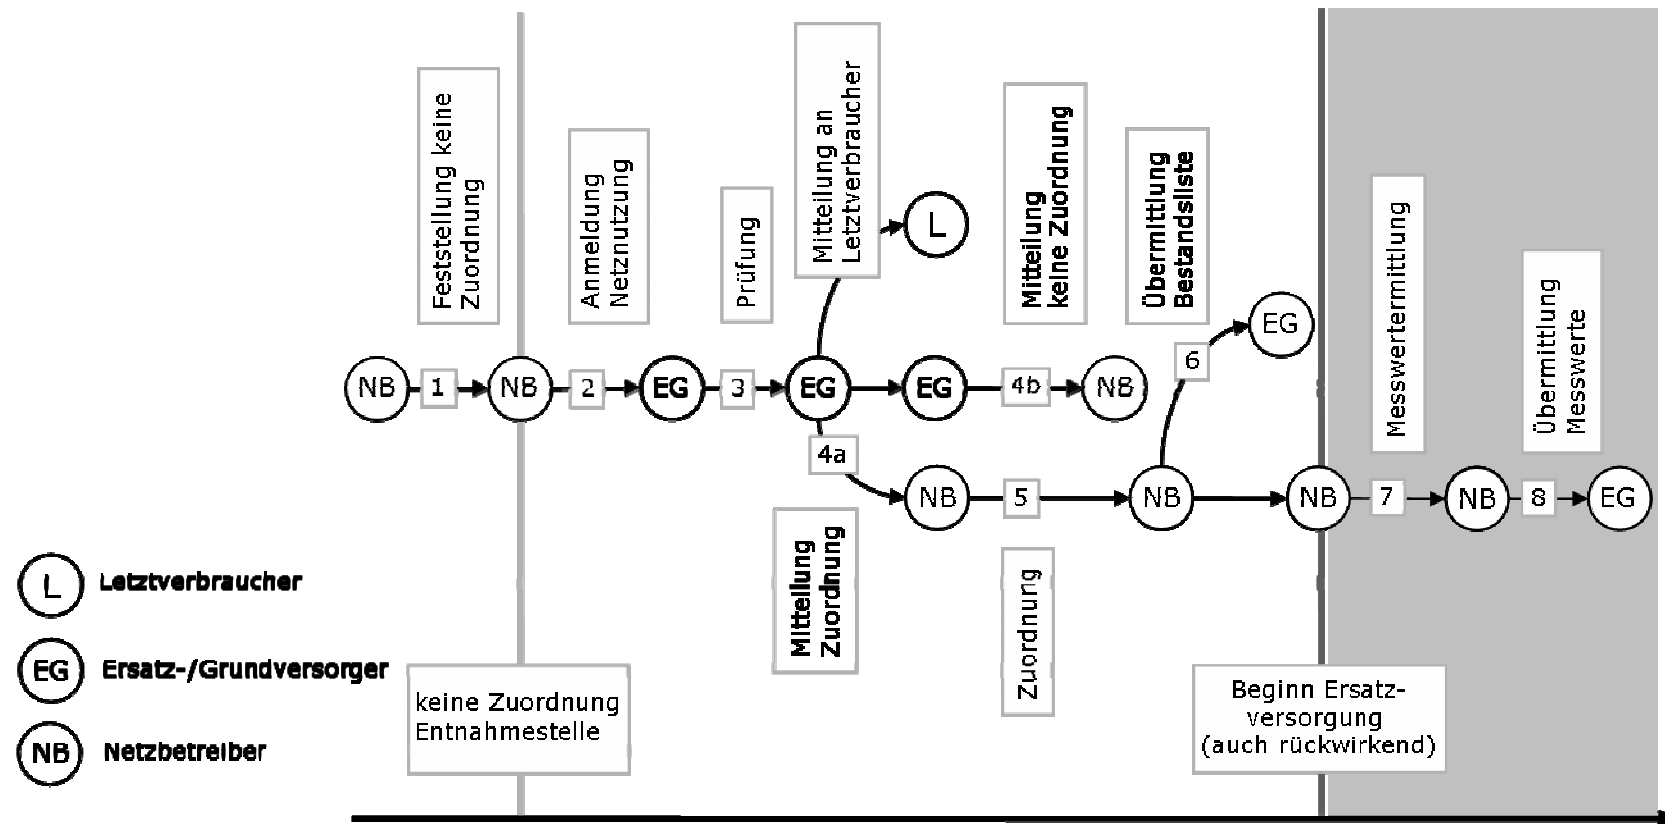 Feststellung keine
Zuordnung
Anmeldung
Netznutzung
Prüfung
Mitteilung an
Letztverbraucher
Mitteilung
keine Zuordnung
Übermittlung
Bestandsliste
Messwertermittlung
Übermittlung
Messwerte
L
EG
6
NB 1 NB 2 EG 3 EG EG 4b NB
4a
NB 5 NB NB 7 NB 8 EG
Mitteilung
Zuordnung
Zuordnung
L Letztverbraucher
EG Ersatz-/Grundversorger
NB Netzbetreiber
keine Zuordnung
Entnahmestelle
Beginn Ersatz-
versorgung
(auch rückwirkend)